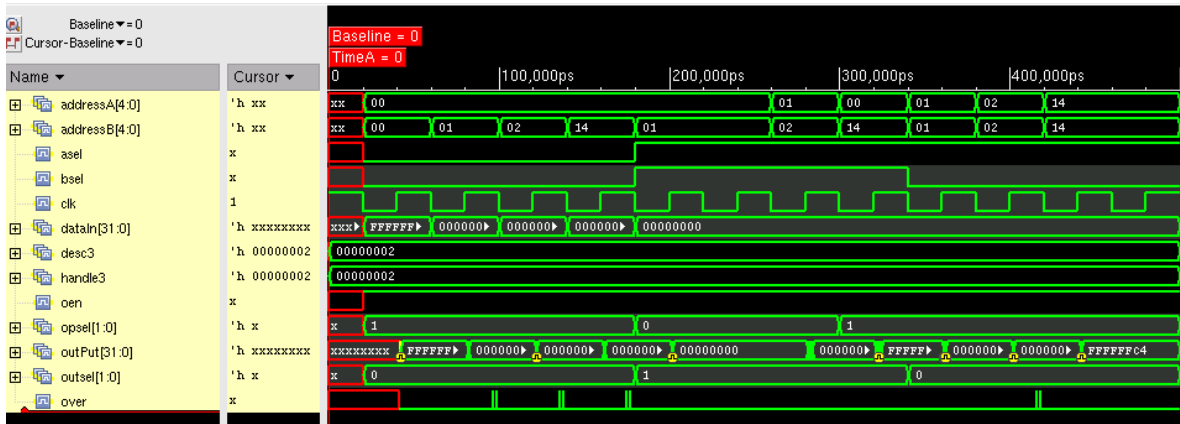 Baseline▼=0
Cursor-Baseline▼=0
Baseline = 0
TimeA = 0
Name ▼ Cursor ▼ 0 100,000ps 200,000ps 300,000ps 400,000ps
addressA[4:0] 'h xx xx 00 01 00 01 02 14
addressB[4:0] 'h xx xx 00 01 02 14 01 02 14 01 02 14
asel x
bsel x
clk 1
dataIn[31:0] 'h xxxxxxxx xxx FFFFFF 000000 000000 000000 00000000
desc3 'h 00000002 00000002
handle3 'h 00000002 00000002
oen x
opsel[1:0] 'h x x 1 0 1
outPut[31:0] 'h xxxxxxxx xxxxxxxx FFFFFF 000000 000000 000000 00000000 000000 FFFFF 000000 000000 FFFFFFC4
outsel[1:0] 'h x x 0 1 0
over x